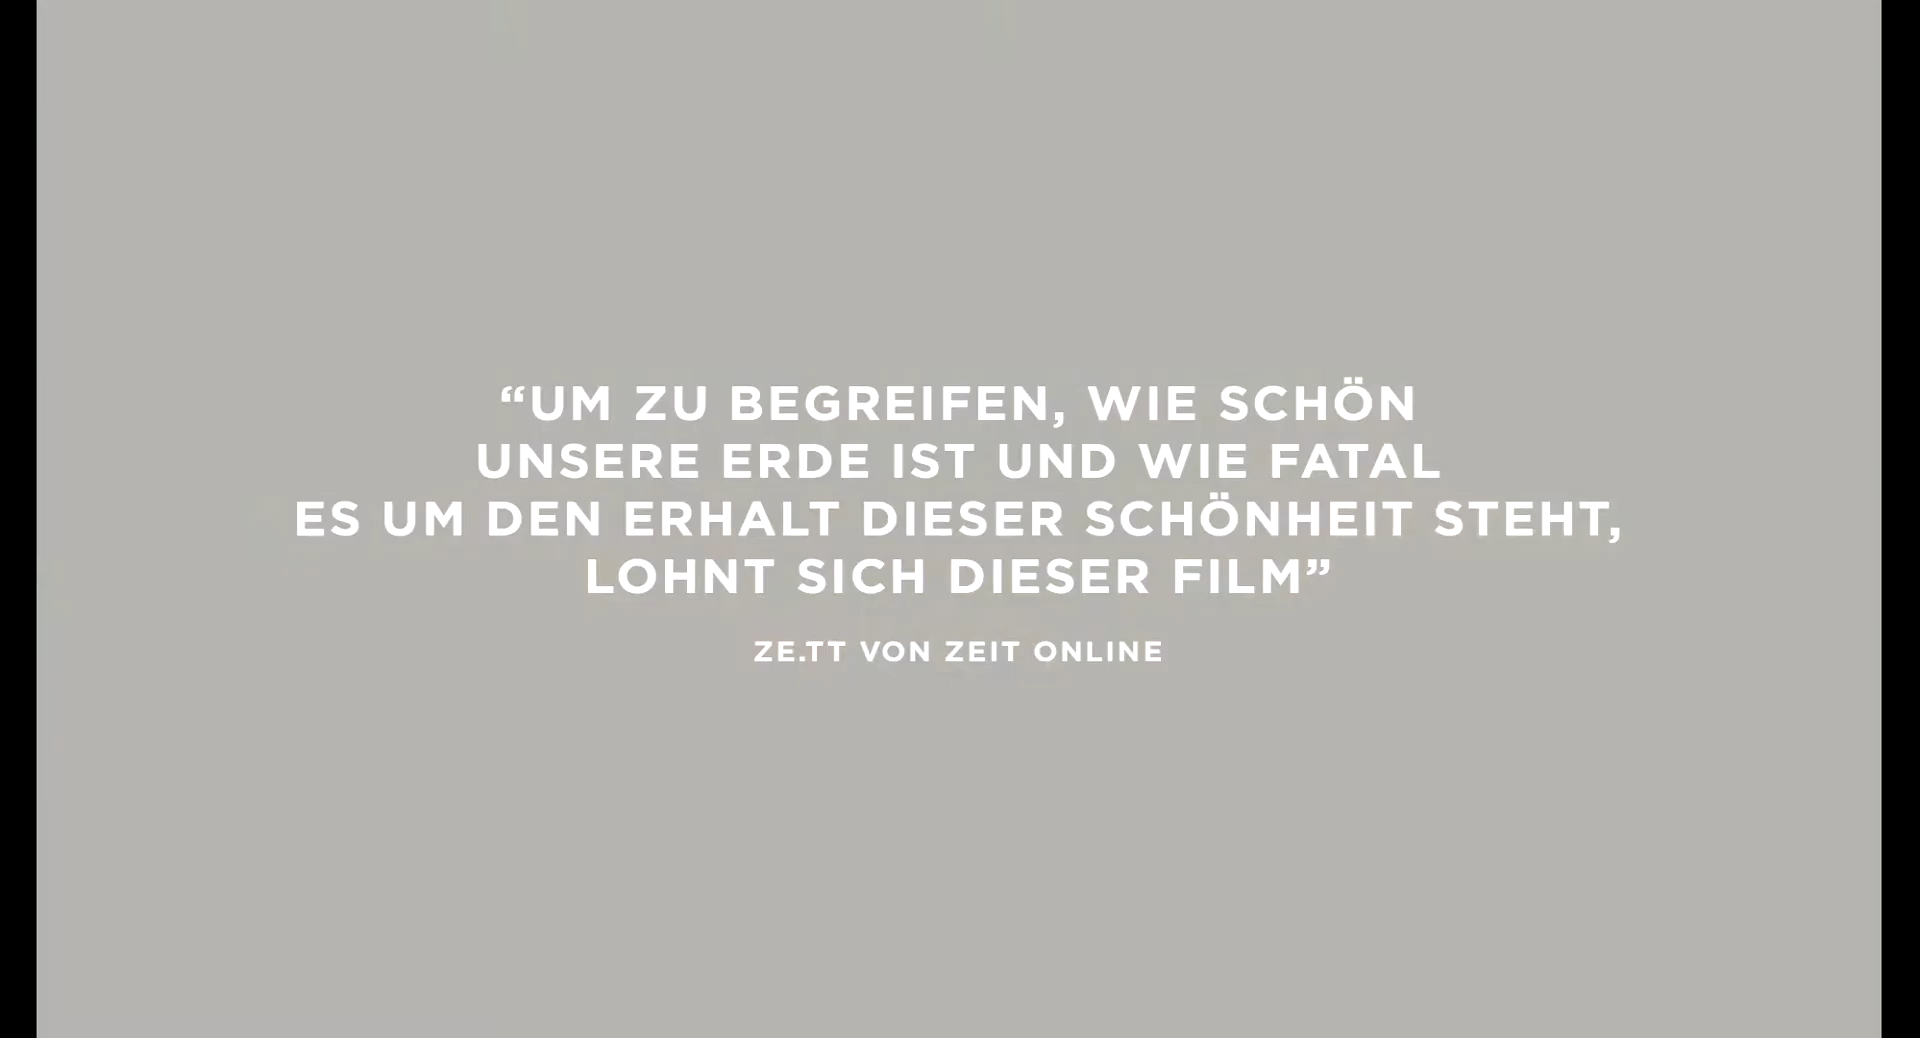 “UM ZU BEGREIFEN, WIE SCHÖN
UNSERE ERDE IST UND WIE FATAL
ES UM DEN ERHALT DIESER SCHÖNHEIT STEHT,
LOHNT SICH DIESER FILM”
ZE.TT VON ZEIT ONLINE